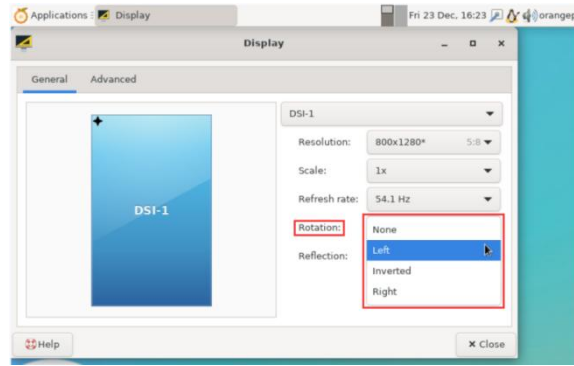 Applications : Display
Fri 23 Dec, 16:23
Display
General Advanced
DSI-1
Resolution: 800x1280* 5:8
Scale: 1x
Refresh rate: 54.1 Hz
DSI-1
Rotation: None
Left
Reflection:
Inverted
Right
Help
Close